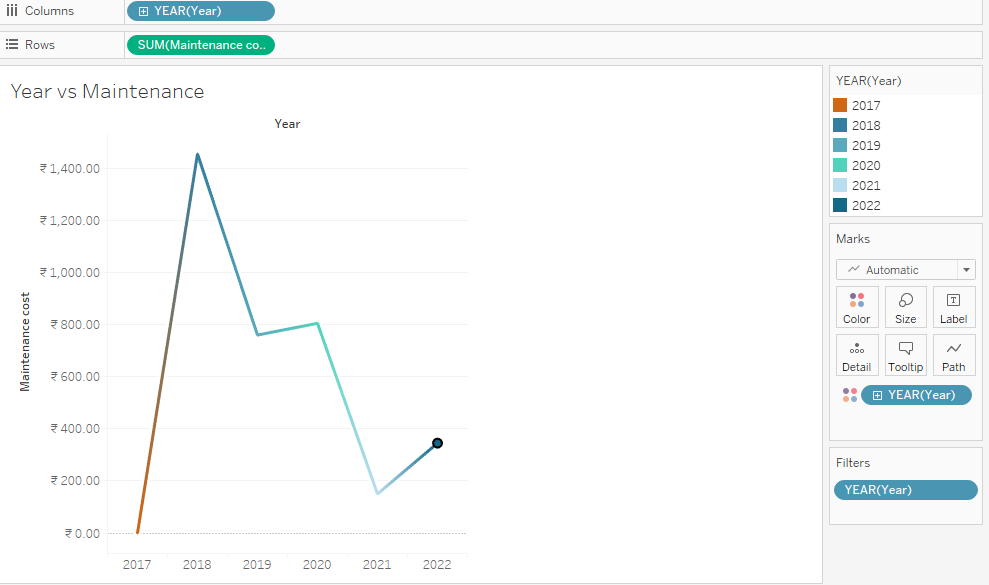 Columns
YEAR(Year)
Rows
SUM(Maintenance co..
Year vs Maintenance
Year
Maintenance cost
₹ 1,400.00
₹ 1,200.00
₹ 1,000.00
₹ 800.00
₹ 600.00
₹ 400.00
₹ 200.00
₹ 0.00
2017 2018 2019 2020 2021 2022
YEAR(Year)
2017
2018
2019
2020
2021
2022
Marks
Automatic
Color Size Label
Detail Tooltip Path
YEAR(Year)
Filters
YEAR(Year)